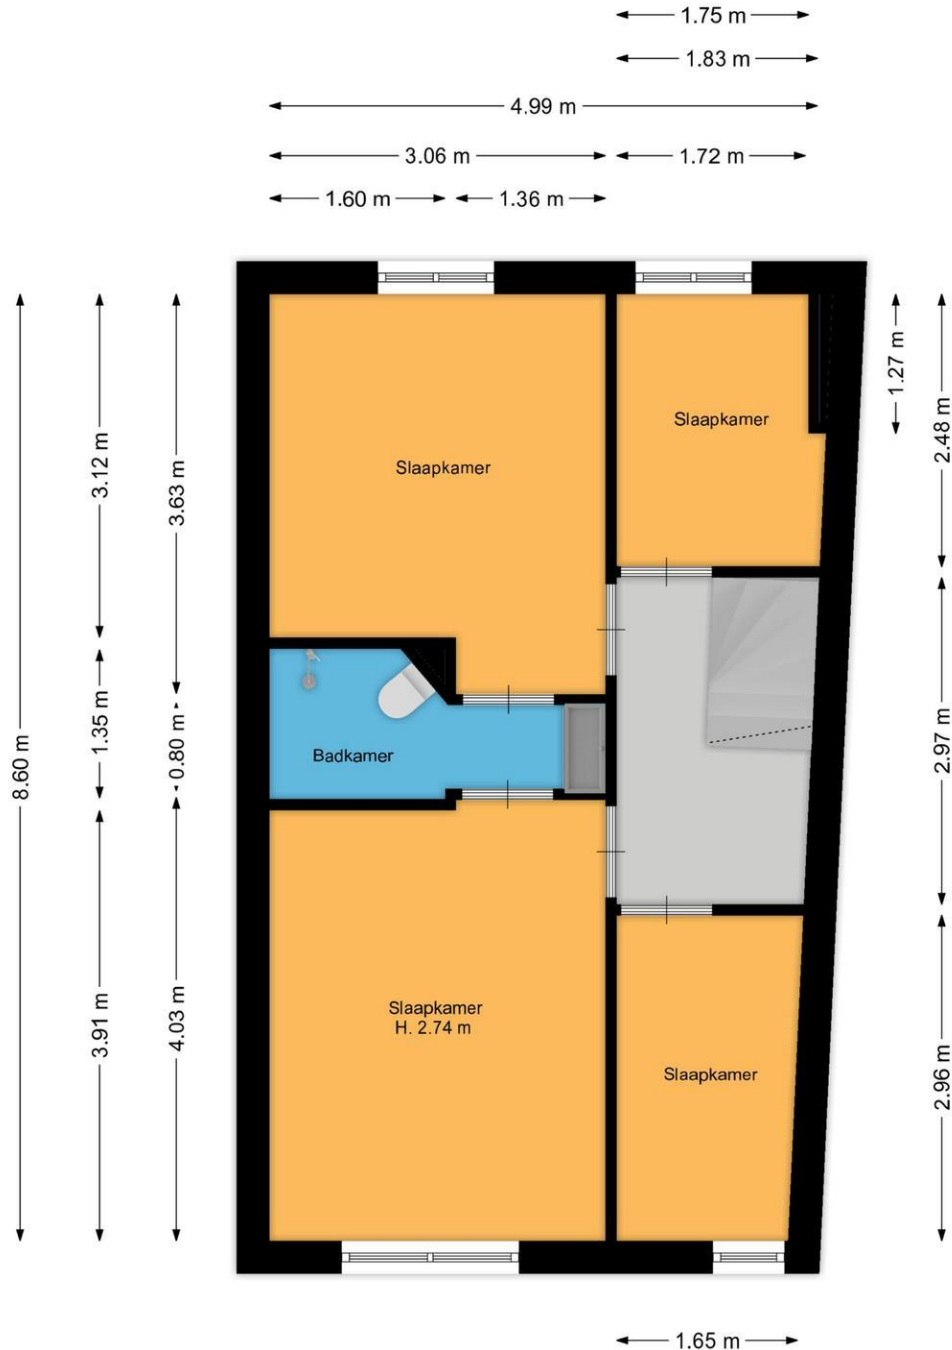 1.75 m
1.83 m
4.99 m
3.06 m
1.72 m
1.60 m
1.36 m
Slaapkamer
Slaapkamer
Badkamer
Slaapkamer
H. 2.74 m
Slaapkamer
8.60 m
3.12 m
1.35 m
3.91 m
3.63 m
0.80 m
4.03 m
1.27 m
2.48 m
2.97 m
2.96 m
1.65 m